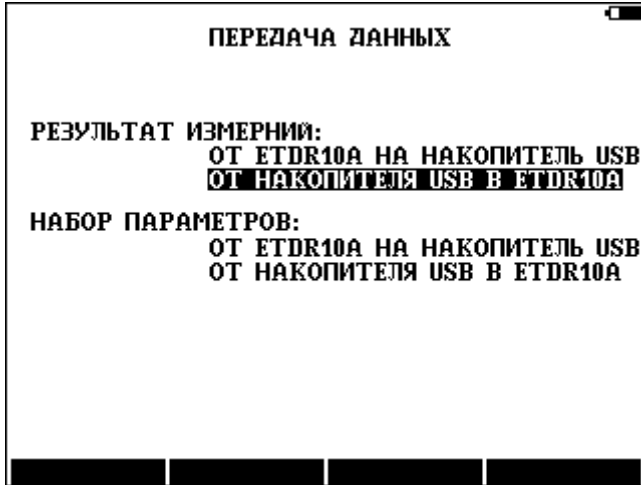 ПЕРЕДАЧА ДАННЫХ
РЕЗУЛЬТАТ ИЗМЕРНИЙ:
ОТ ETDR10A НА НАКОПИТЕЛЬ USB
ОТ НАКОПИТЕЛЯ USB В ETDR10A
НАБОР ПАРАМЕТРОВ:
ОТ ETDR10A НА НАКОПИТЕЛЬ USB
ОТ НАКОПИТЕЛЯ USB В ETDR10A